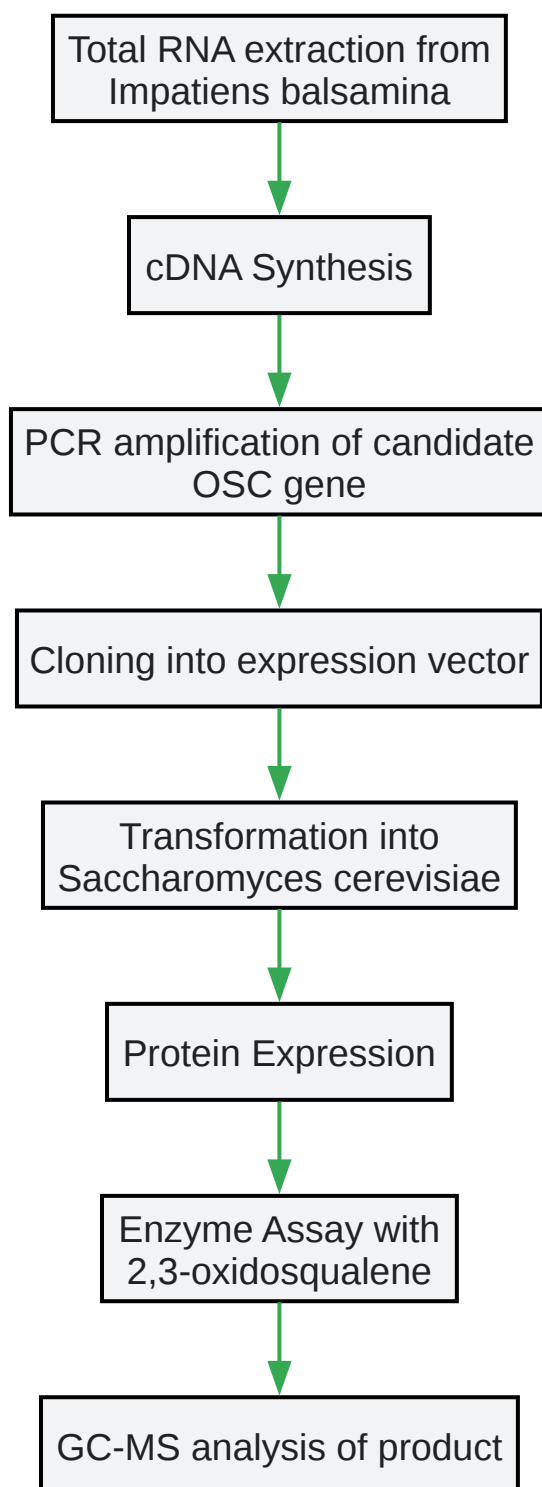 Total RNA extraction from
Impatiens balsamina
cDNA Synthesis
PCR amplification of candidate
OSC gene
Cloning into expression vector
Transformation into
Saccharomyces cerevisiae
Protein Expression
Enzyme Assay with
2,3-oxidosqualene
GC-MS analysis of product